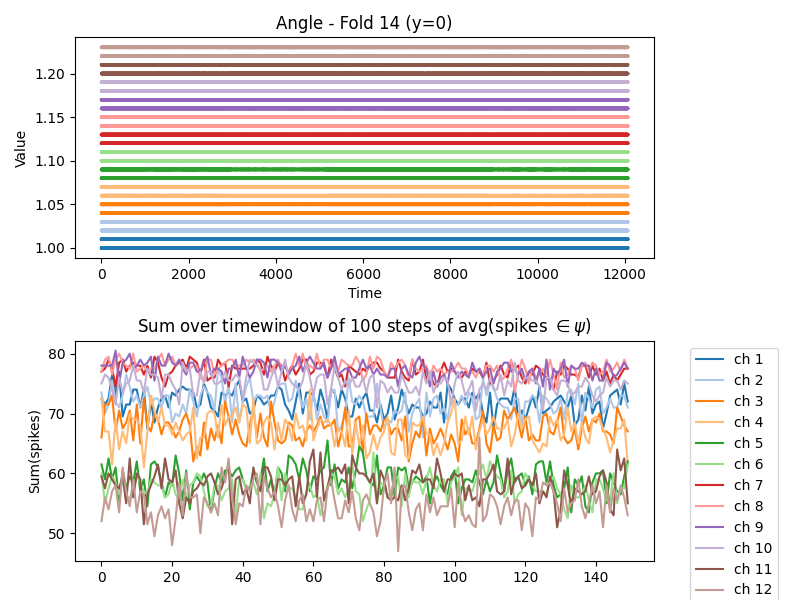 Angle - Fold 14 (y=0)
Value
1.20
1.15
1.10
1.05
1.00
0 2000 4000 6000 8000 10000 12000
Time
Sum over timewindow of 100 steps of avg(spikes ∈ψ)
Sum(spikes)
80
70
60
50
0 20 40 60 80 100 120 140
ch 1
ch 2
ch 3
ch 4
ch 5
ch 6
ch 7
ch 8
ch 9
ch 10
ch 11
ch 12